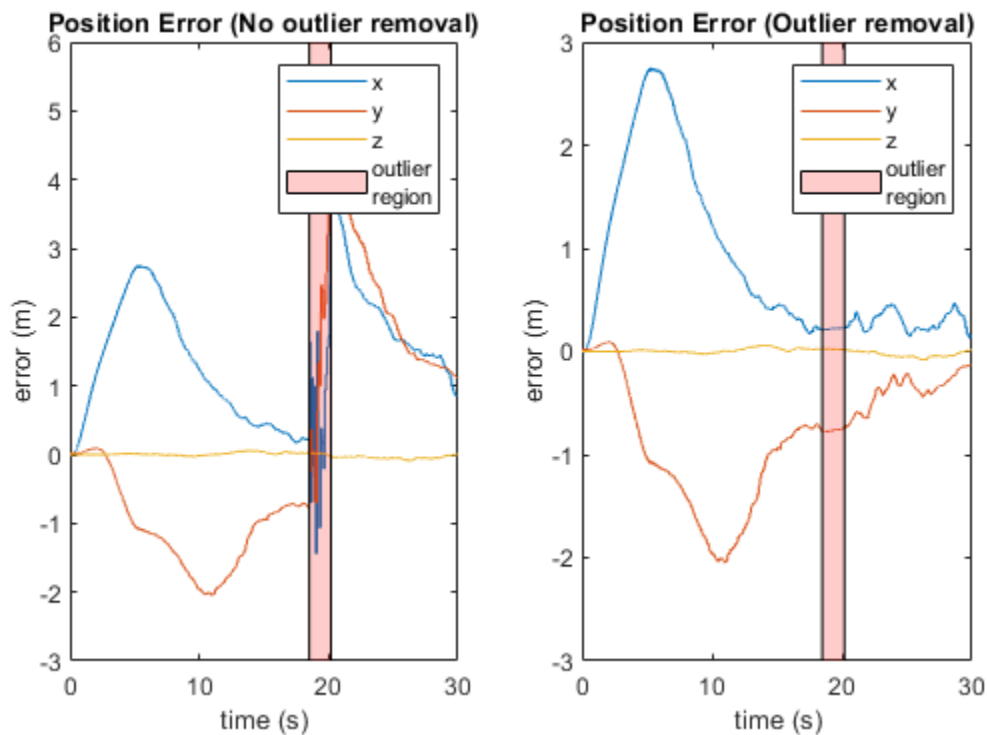 Position Error (No outlier removal)
6
5
4
3
2
1
0
-1
-2
-3
error (m)
0
10
20
30
time (s)
x
y
z
outlier
region
Position Error (Outlier removal)
3
2
1
0
-1
-2
-3
error (m)
0
10
20
30
time (s)
x
y
z
outlier
region